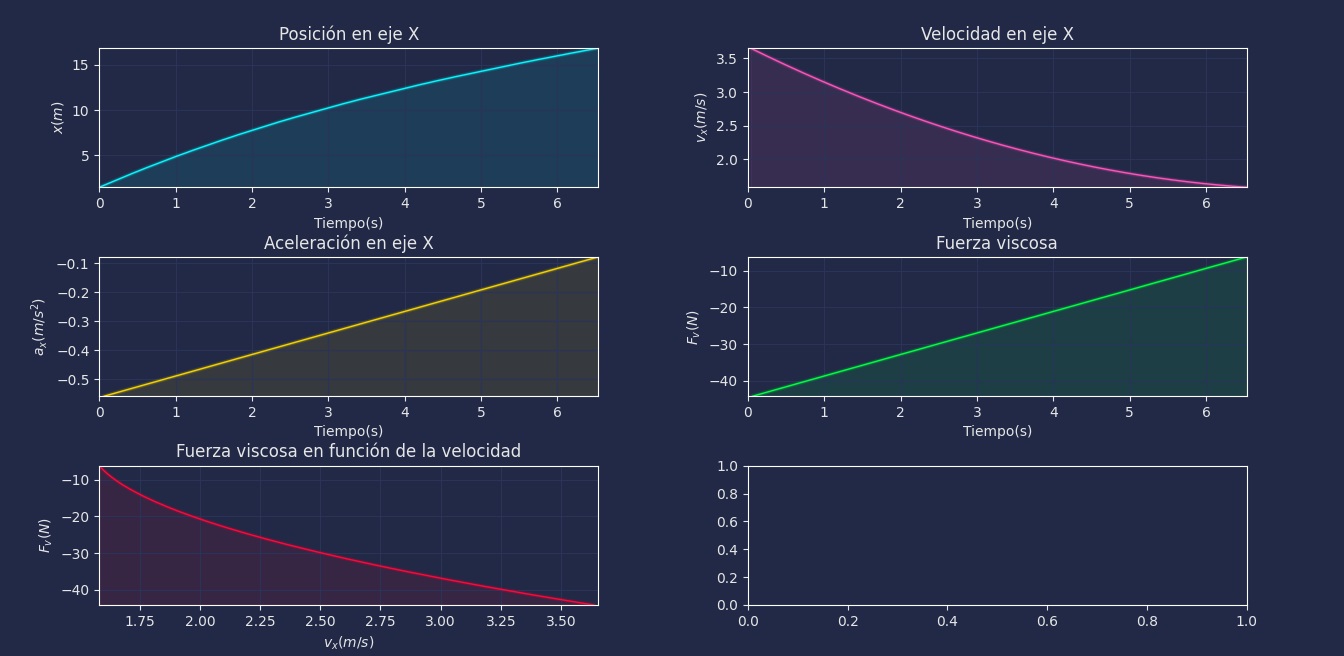 Posición en eje X
x(m)
15
10
5
0 1 2 3 4 5 6
Tiempo(s)
Velocidad en eje X
vₓ(m/s)
3.5
3.0
2.5
2.0
0 1 2 3 4 5 6
Tiempo(s)
Aceleración en eje X
aₓ(m/s²)
−0.1
−0.2
−0.3
−0.4
−0.5
0 1 2 3 4 5 6
Tiempo(s)
Fuerza viscosa
Fᵥ(N)
−10
−20
−30
−40
0 1 2 3 4 5 6
Tiempo(s)
Fuerza viscosa en función de la velocidad
Fᵥ(N)
−10
−20
−30
−40
1.75 2.00 2.25 2.50 2.75 3.00 3.25 3.50
vₓ(m/s)
1.0
0.8
0.6
0.4
0.2
0.0
0.0 0.2 0.4 0.6 0.8 1.0